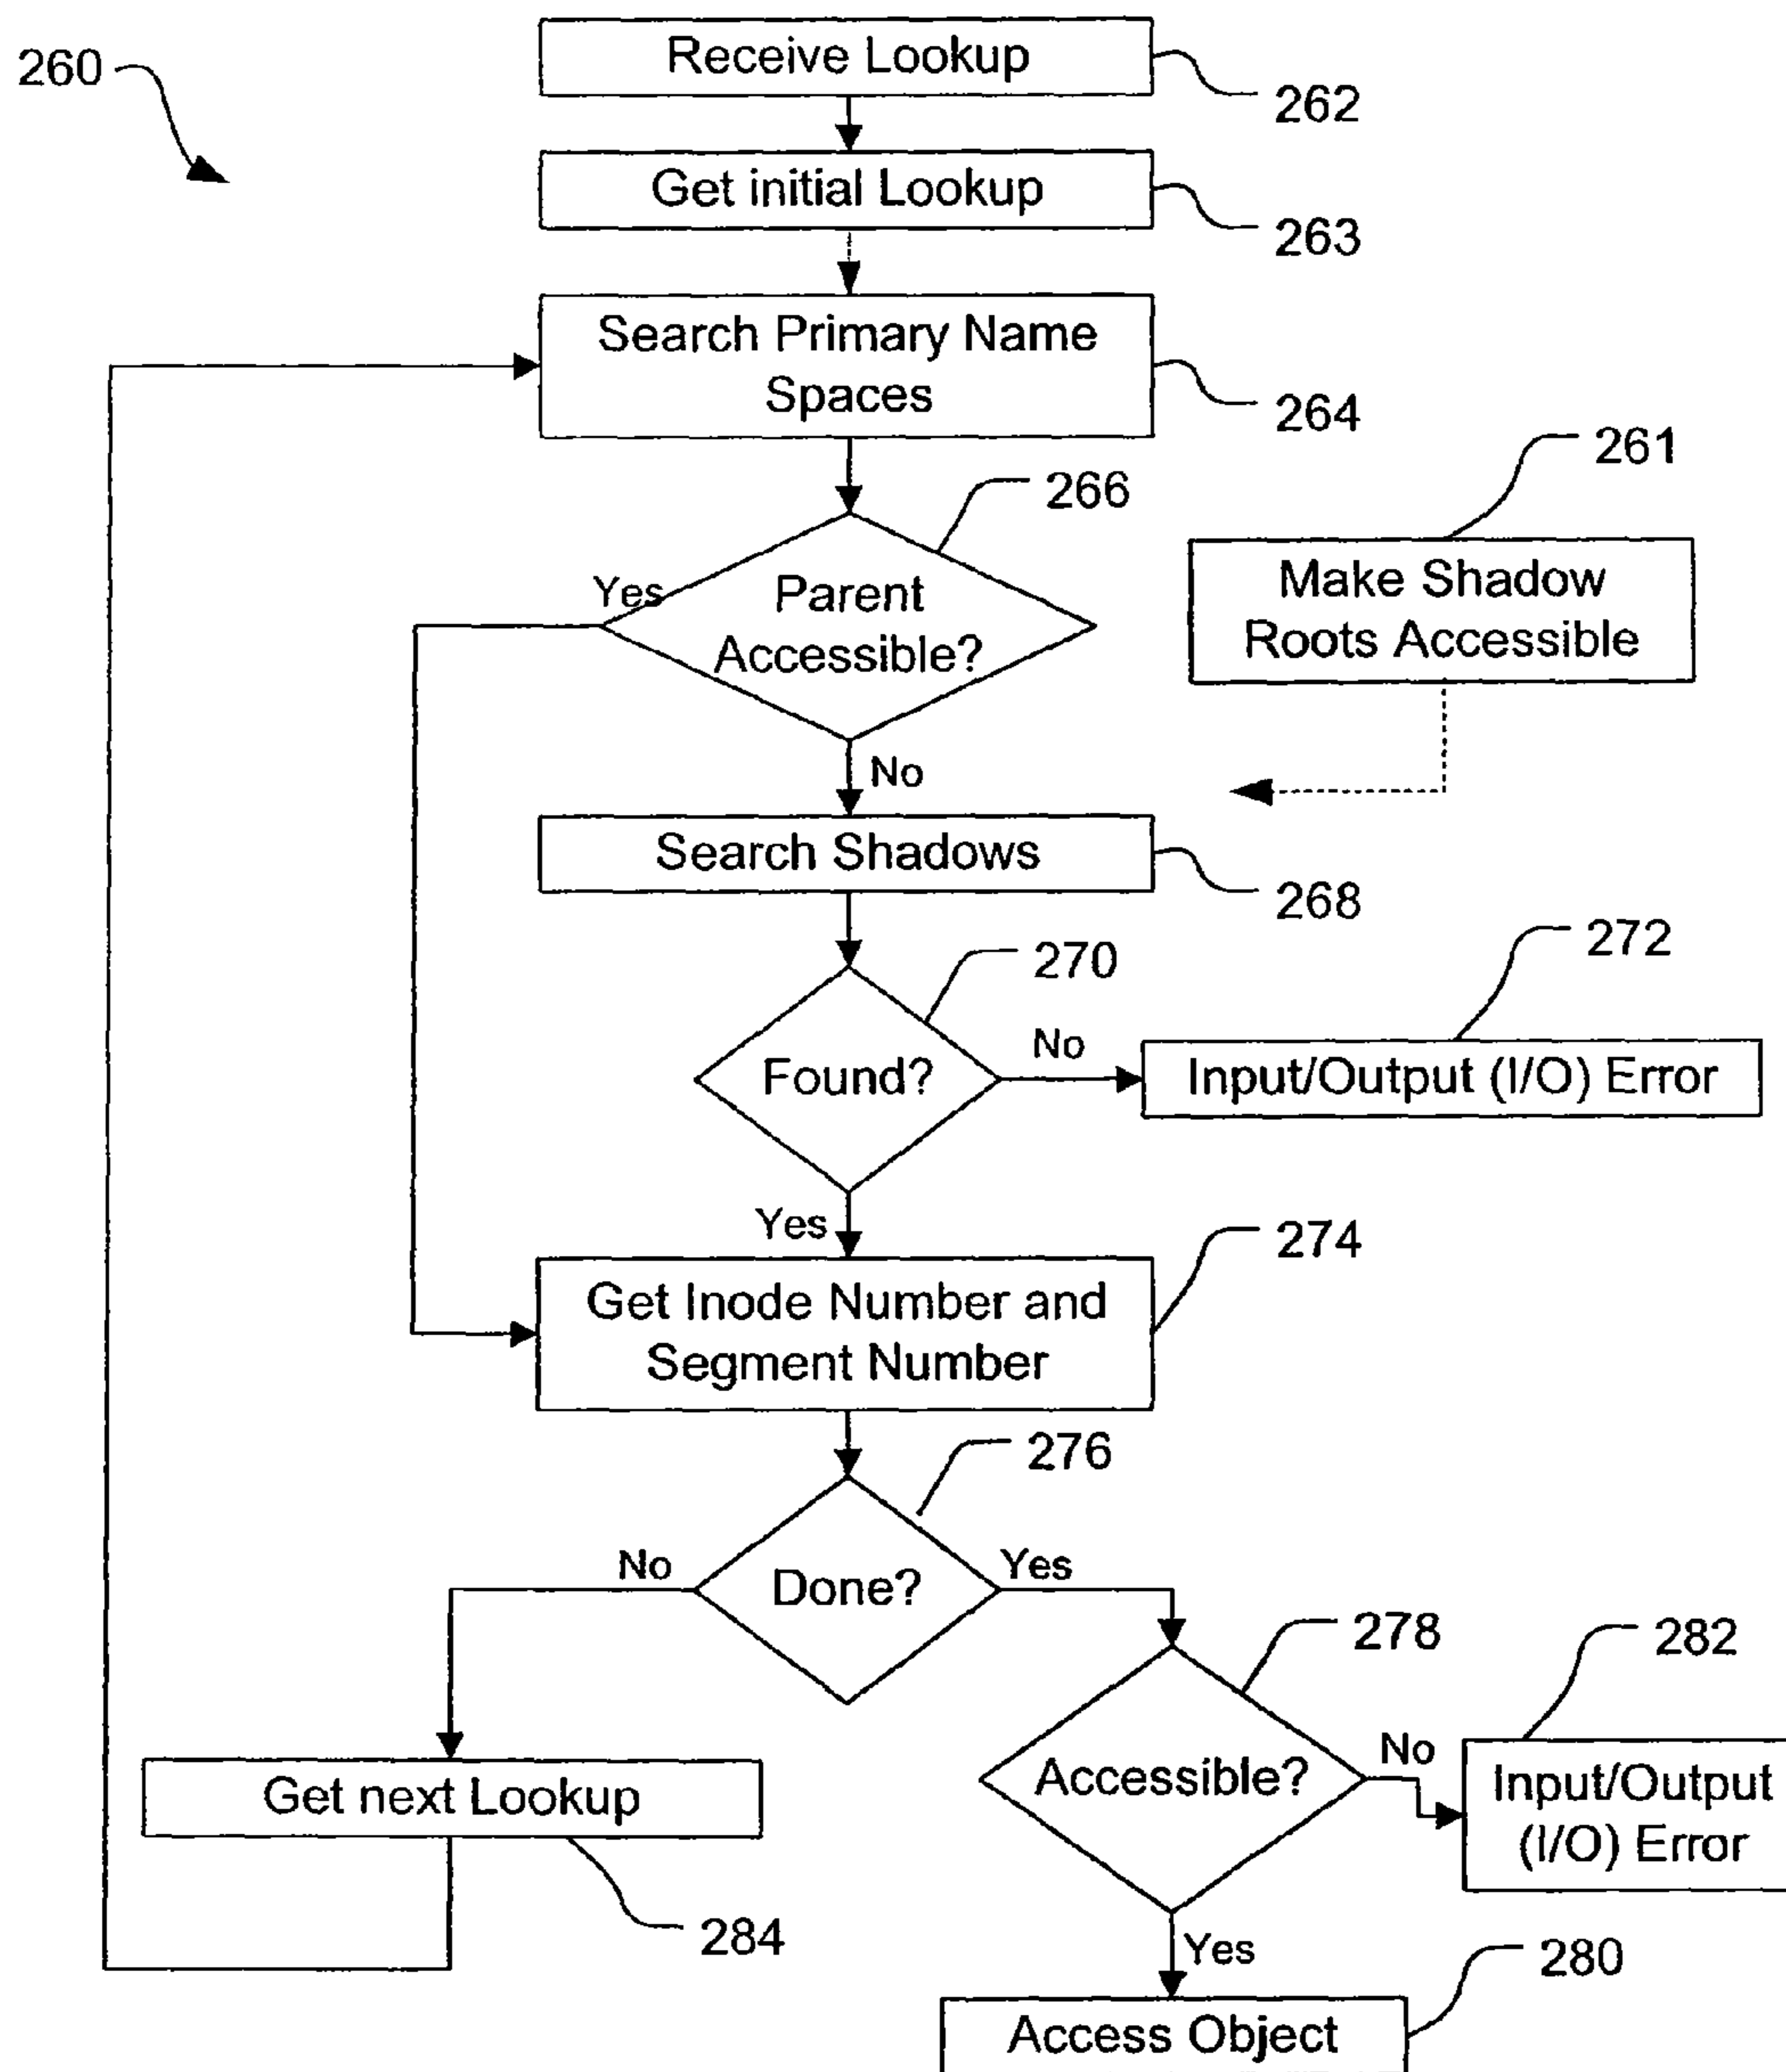 260
Receive Lookup
262
Get initial Lookup
263
Search Primary Name
Spaces
264
261
266
Make Shadow
Roots Accessible
Yes
Parent
Accessible?
No
Search Shadows
268
270
272
No
Found?
Input/Output (I/O) Error
Yes
274
Get Inode Number and
Segment Number
276
No
Done?
Yes
278
282
Accessible?
No
Input/Output
(I/O) Error
Get next Lookup
284
Yes
280
Access Object